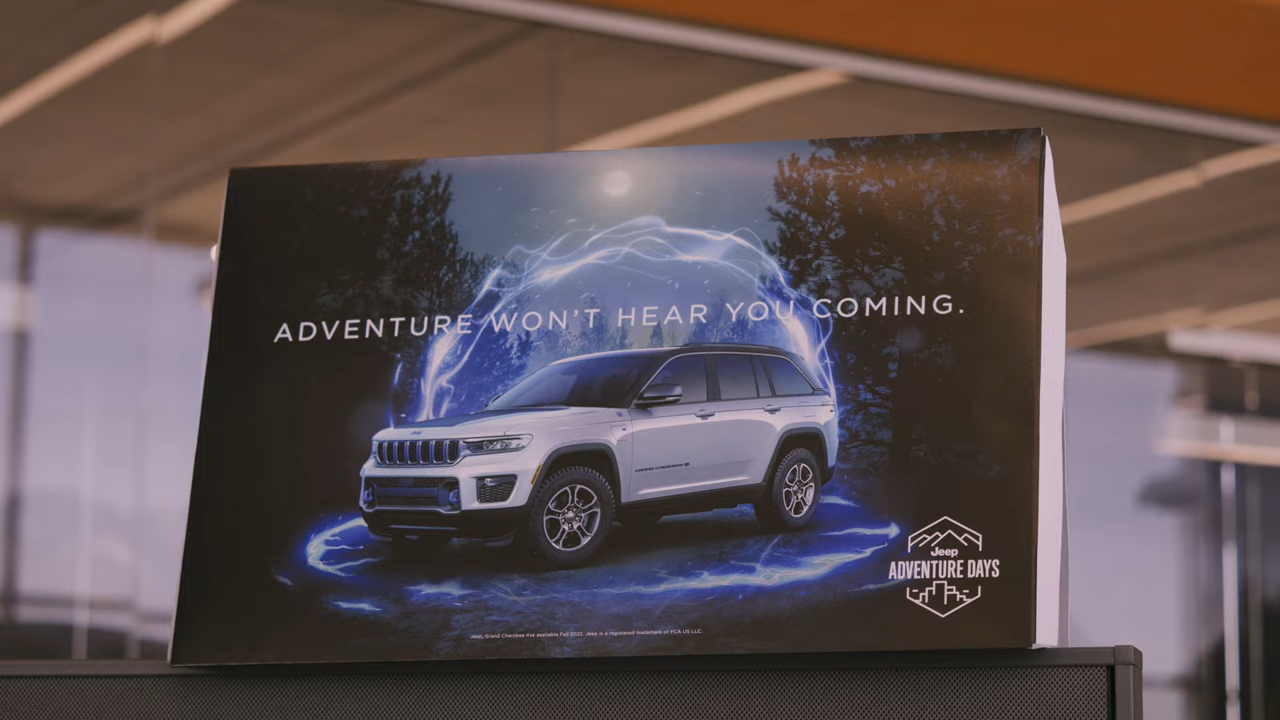 ADVENTURE WON'T HEAR YOU COMING.
Jeep
ADVENTURE DAYS
Jeep, Grand Cherokee 4xe available Fall 2022. Jeep is a registered trademark of FCA US LLC.